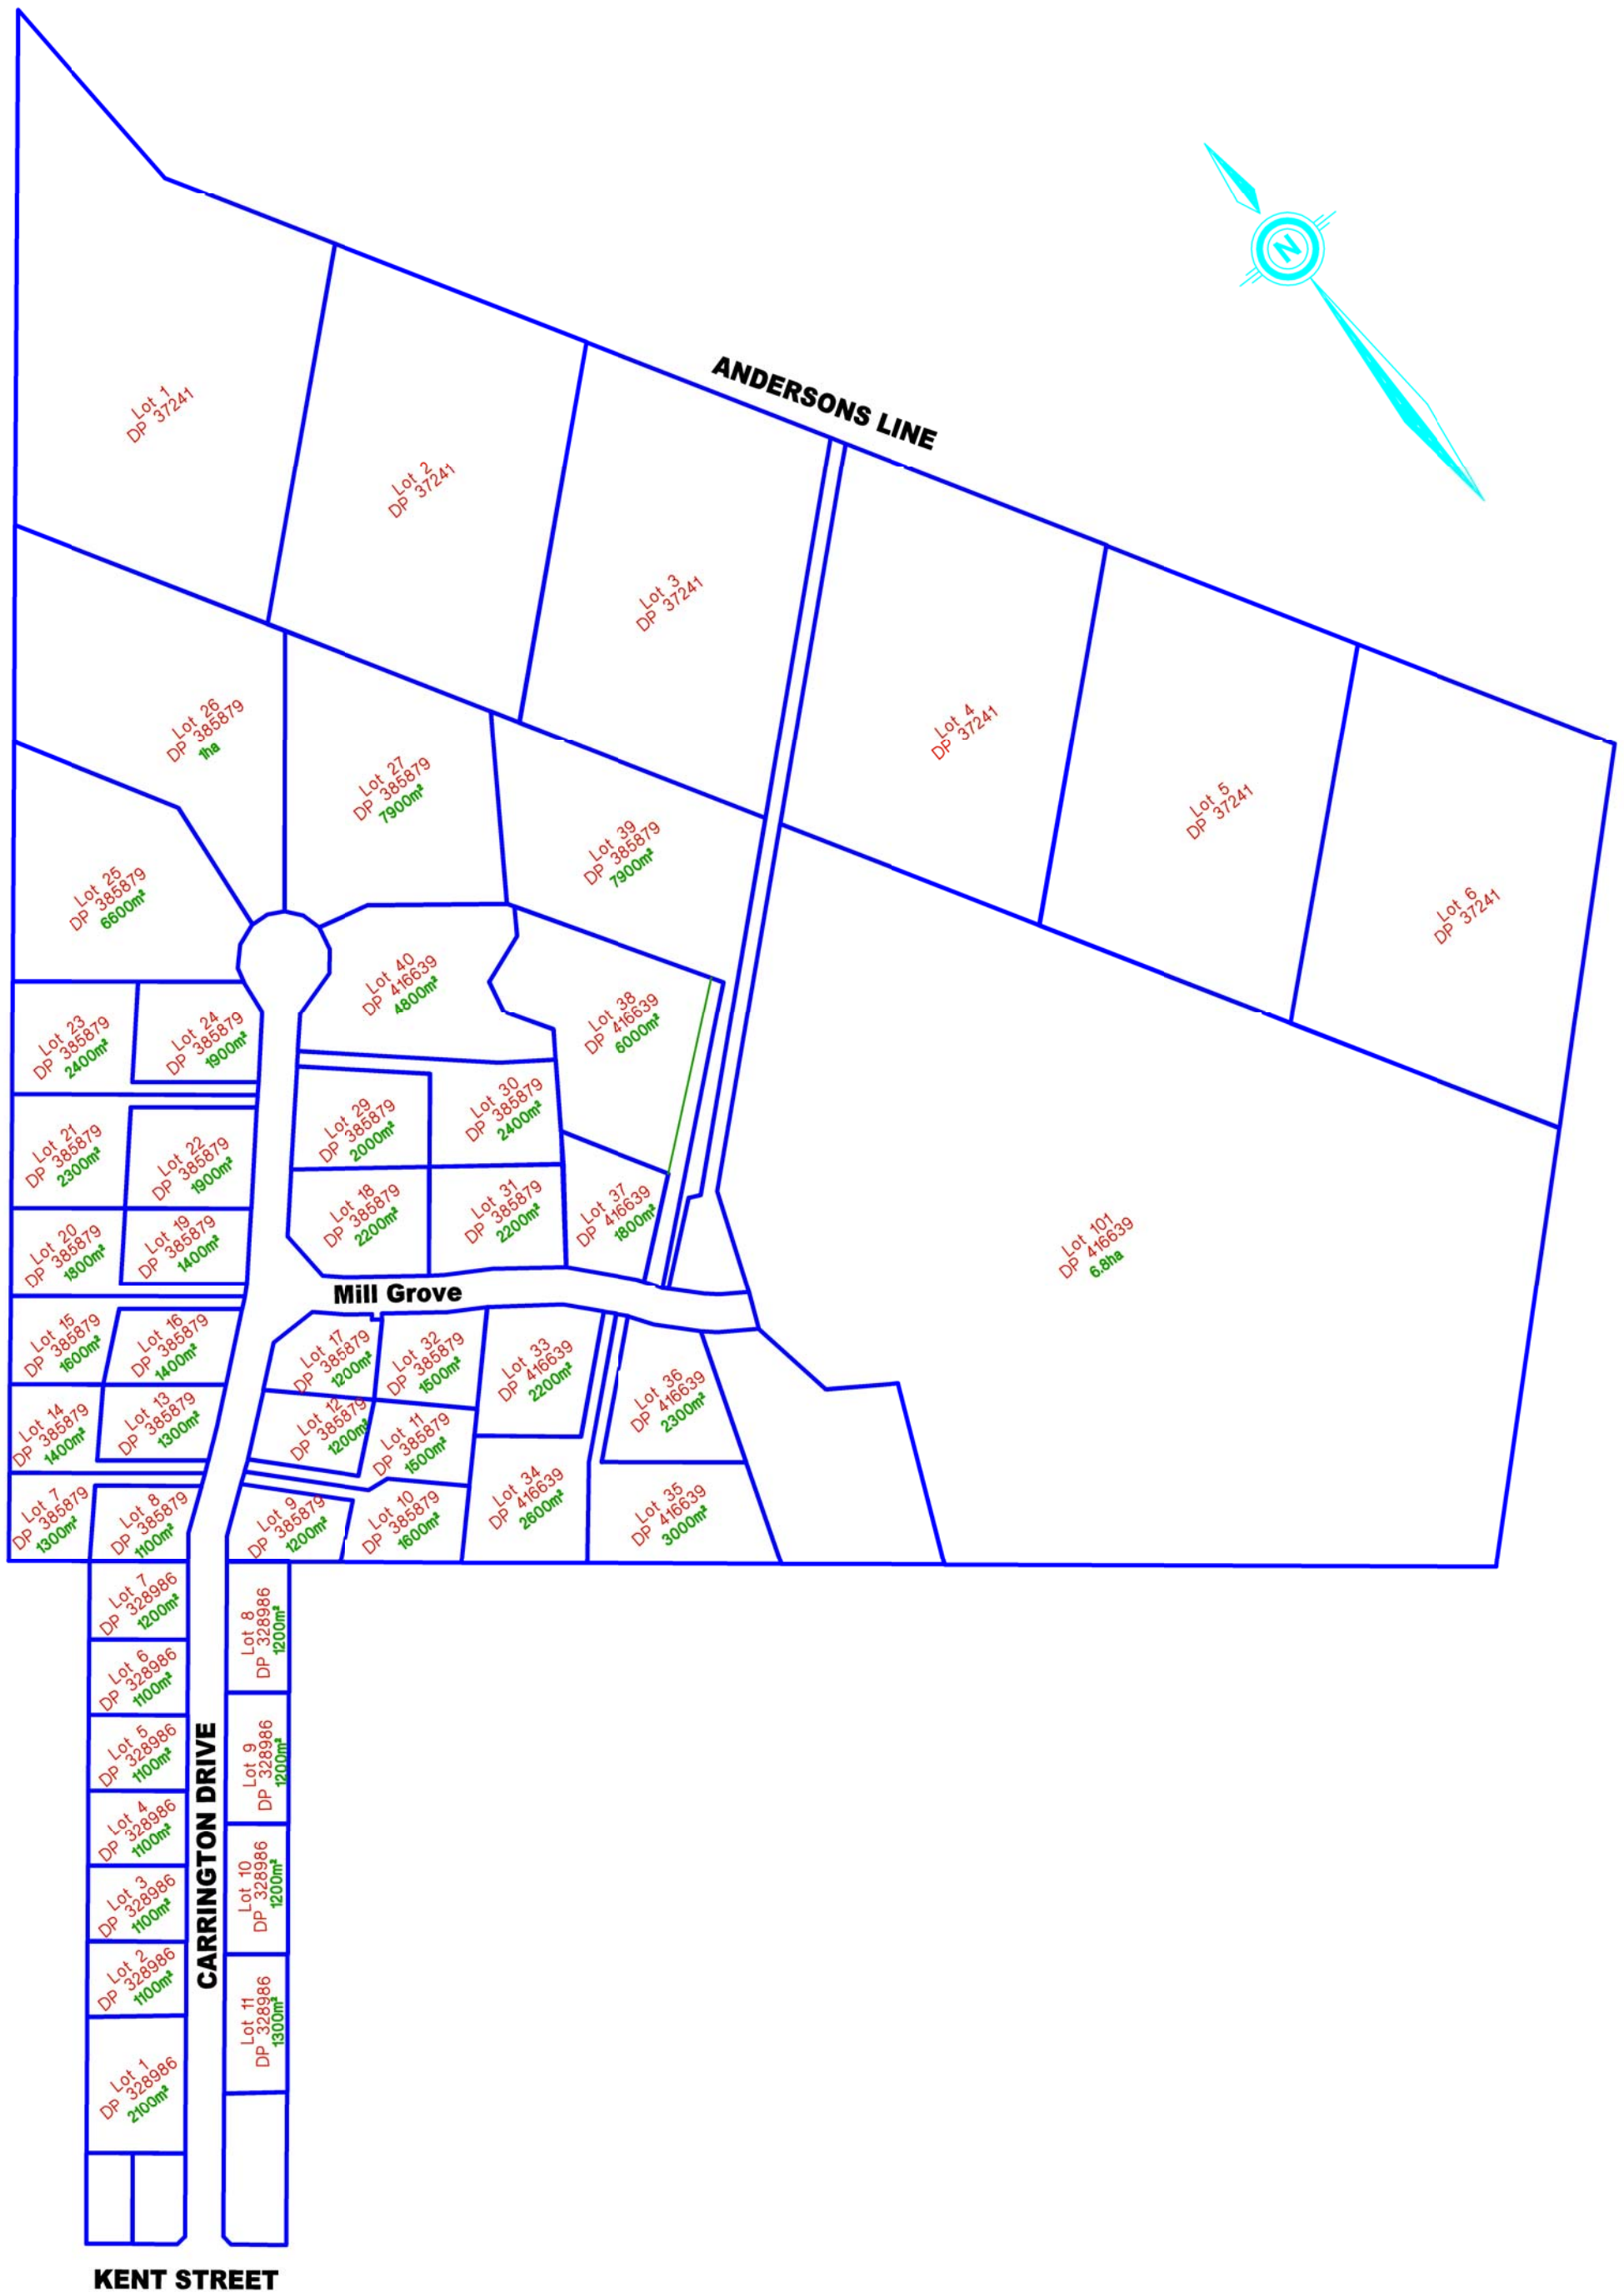 N
ANDERSONS LINE
Lot 1
DP 37241
Lot 2
DP 37241
Lot 3
DP 37241
Lot 4
DP 37241
Lot 5
DP 37241
Lot 6
DP 37241
Lot 26
DP 385879
1ha
Lot 27
DP 385879
7900m²
Lot 39
DP 385879
7900m²
Lot 25
DP 385879
6600m²
Lot 40
DP 416639
4800m²
Lot 38
DP 416639
6000m²
Lot 23
DP 385879
2400m²
Lot 24
DP 385879
1900m²
Lot 29
DP 385879
2000m²
Lot 30
DP 385879
2400m²
Lot 21
DP 385879
2300m²
Lot 22
DP 385879
1900m²
Lot 18
DP 385879
2200m²
Lot 31
DP 385879
2200m²
Lot 37
DP 416639
1800m²
Lot 101
DP 416639
6.8ha
Lot 20
DP 385879
1800m²
Lot 19
DP 385879
1400m²
Mill Grove
Lot 15
DP 385879
1600m²
Lot 16
DP 385879
1400m²
Lot 17
DP 385879
1200m²
Lot 32
DP 385879
1500m²
Lot 33
DP 416639
2200m²
Lot 36
DP 416639
2300m²
Lot 14
DP 385879
1400m²
Lot 13
DP 385879
1300m²
Lot 12
DP 385879
1200m²
Lot 11
DP 385879
1500m²
Lot 7
DP 385879
1300m²
Lot 8
DP 385879
1100m²
Lot 9
DP 385879
1200m²
Lot 10
DP 385879
1600m²
Lot 34
DP 416639
2600m²
Lot 35
DP 416639
3000m²
Lot 7
DP 328986
1200m²
Lot 8
DP 328986
1200m²
Lot 6
DP 328986
1100m²
Lot 5
DP 328986
1100m²
Lot 9
DP 328986
1200m²
Lot 4
DP 328986
1100m²
Lot 10
DP 328986
1200m²
Lot 3
DP 328986
1100m²
CARRINGTON DRIVE
Lot 2
DP 328986
1100m²
Lot 11
DP 328986
1300m²
Lot 1
DP 328986
2100m²
KENT STREET